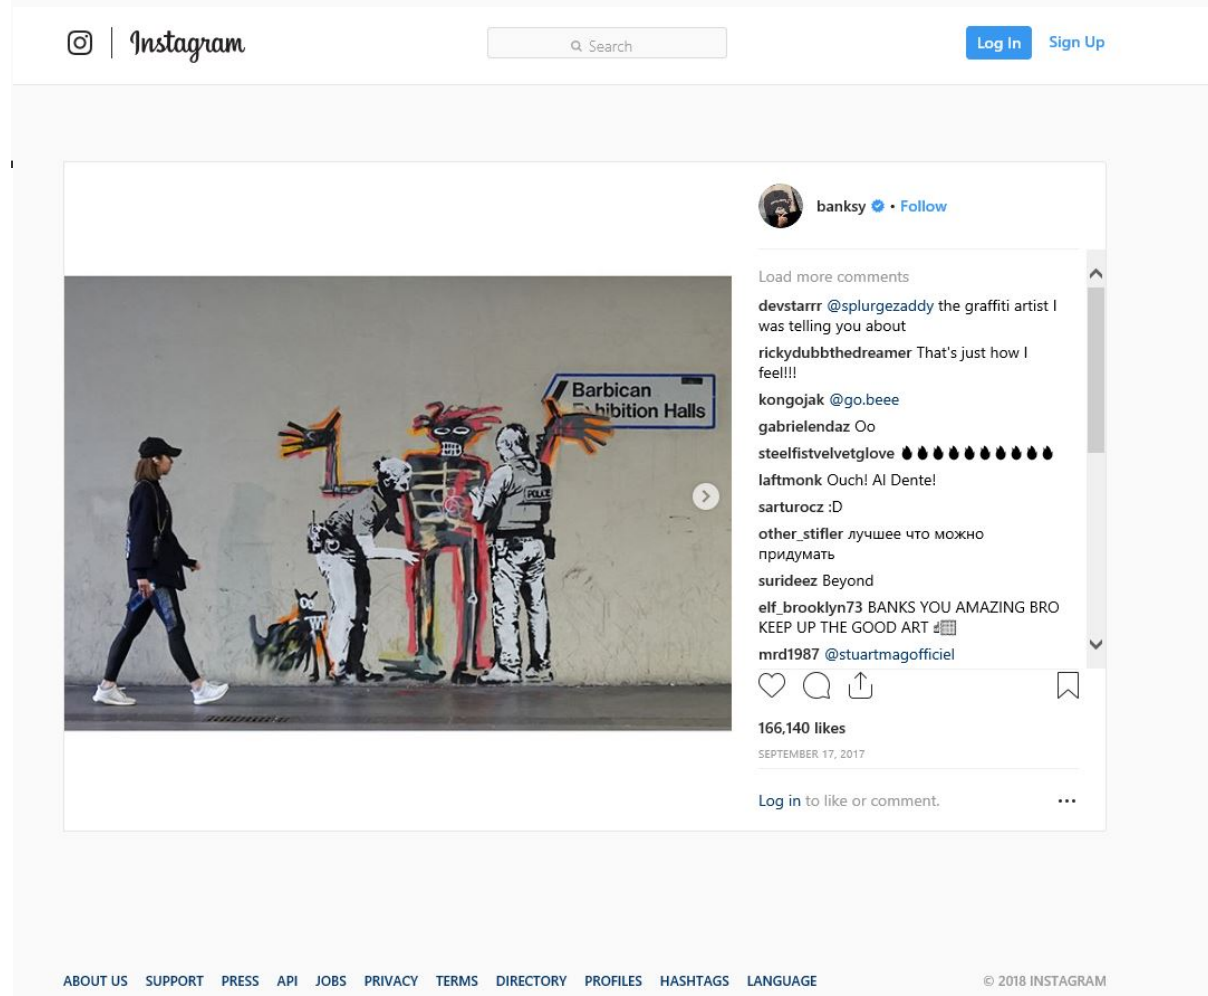 Instagram
Search
Log In
Sign Up
banksy • Follow
Load more comments
devstarrr @splurgezaddy the graffiti artist I
was telling you about
rickydubbthedreamer That's just how I
feel!!!
kongojak @go.beee
gabrielendaz Oo
steelfistvelvetglove
laftmonk Ouch! Al Dente!
sarturocz :D
other_stifler лучшее что можно
придумать
surideez Beyond
elf_brooklyn73 BANKS YOU AMAZING BRO
KEEP UP THE GOOD ART
mrd1987 @stuartmagofficiel
166,140 likes
SEPTEMBER 17, 2017
Log in to like or comment.
Barbican
Halls
POLICE
ABOUT US SUPPORT PRESS API JOBS PRIVACY TERMS DIRECTORY PROFILES HASHTAGS LANGUAGE
© 2018 INSTAGRAM